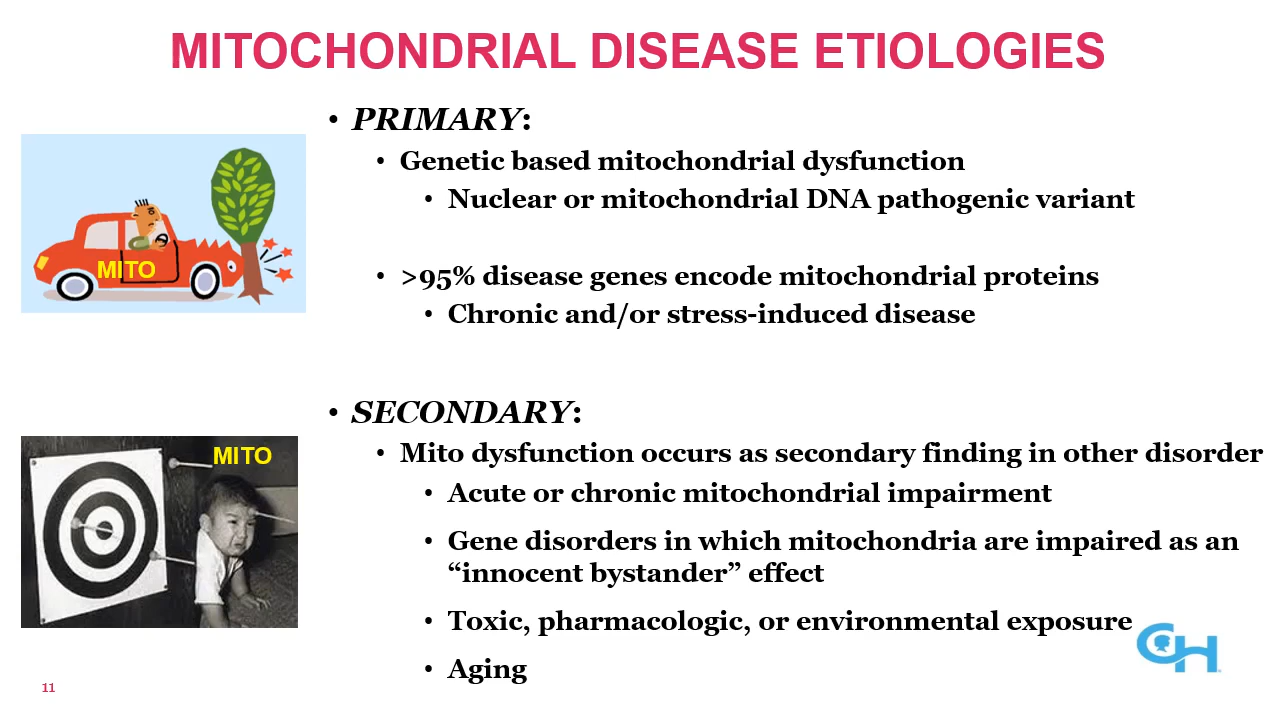 MITOCHONDRIAL DISEASE ETIOLOGIES
• PRIMARY:
• Genetic based mitochondrial dysfunction
• Nuclear or mitochondrial DNA pathogenic variant
MITO
• >95% disease genes encode mitochondrial proteins
• Chronic and/or stress-induced disease
• SECONDARY:
MITO
• Mito dysfunction occurs as secondary finding in other disorder
• Acute or chronic mitochondrial impairment
• Gene disorders in which mitochondria are impaired as an
“innocent bystander” effect
• Toxic, pharmacologic, or environmental exposure
• Aging
CH
11